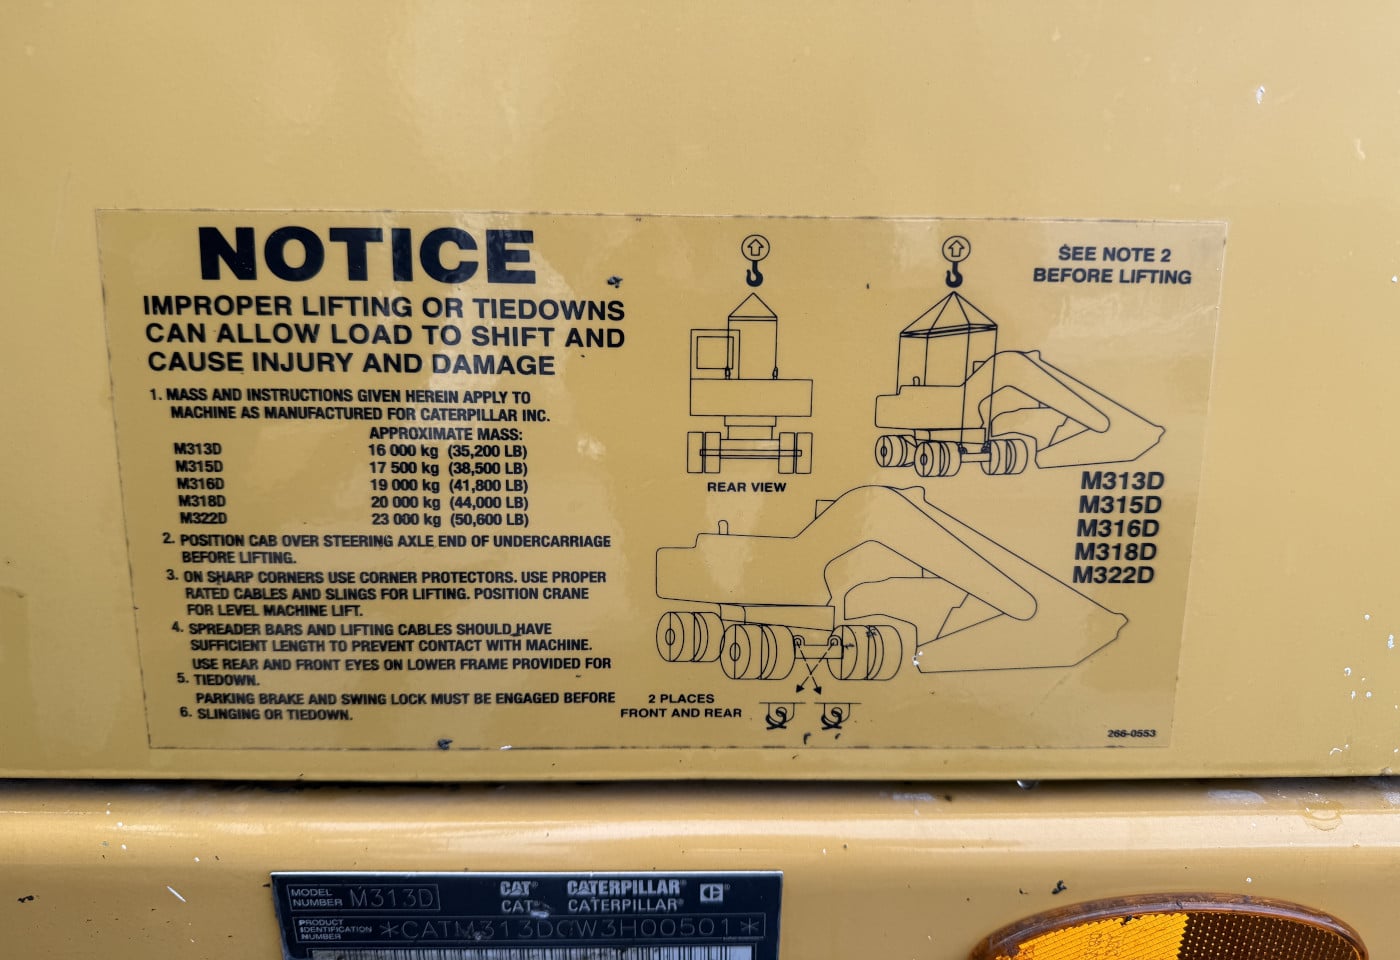 NOTICE
IMPROPER LIFTING OR TIEDOWNS
CAN ALLOW LOAD TO SHIFT AND
CAUSE INJURY AND DAMAGE
1. MASS AND INSTRUCTIONS GIVEN HEREIN APPLY TO
MACHINE AS MANUFACTURED FOR CATERPILLAR INC.
APPROXIMATE MASS:
M313D 16 000 kg (35,200 LB)
M315D 17 500 kg (38,500 LB)
M316D 19 000 kg (41,800 LB)
M318D 20 000 kg (44,000 LB)
M322D 23 000 kg (50,600 LB)
2. POSITION CAB OVER STEERING AXLE END OF UNDERCARRIAGE
BEFORE LIFTING.
3. ON SHARP CORNERS USE CORNER PROTECTORS. USE PROPER
RATED CABLES AND SLINGS FOR LIFTING. POSITION CRANE
FOR LEVEL MACHINE LIFT.
4. SPREADER BARS AND LIFTING CABLES SHOULD HAVE
SUFFICIENT LENGTH TO PREVENT CONTACT WITH MACHINE.
USE REAR AND FRONT EYES ON LOWER FRAME PROVIDED FOR
5. TIEDOWN.
PARKING BRAKE AND SWING LOCK MUST BE ENGAGED BEFORE
6. SLINGING OR TIEDOWN.
SEE NOTE 2
BEFORE LIFTING
REAR VIEW
M313D
M315D
M316D
M318D
M322D
2 PLACES
FRONT AND REAR
266-0553
MODEL
NUMBER M313D
CAT® CATERPILLAR®
CAT® CATERPILLAR®
PRODUCT
IDENTIFICATION
NUMBER
*CATM313DCW3H00501*